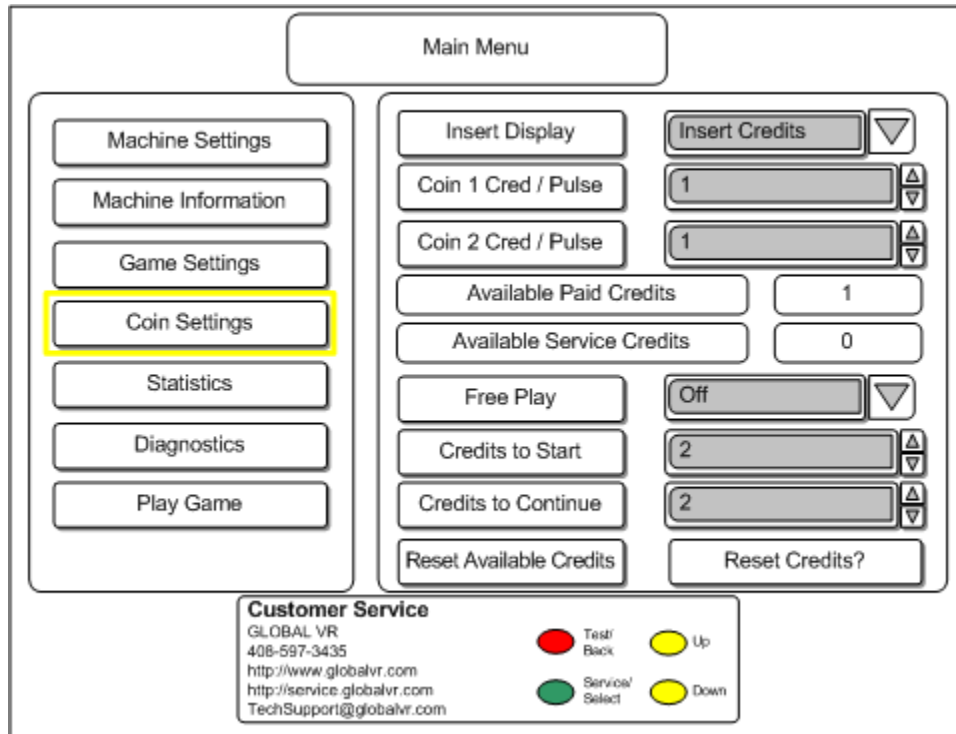 Main Menu
Machine Settings
Machine Information
Game Settings
Coin Settings
Statistics
Diagnostics
Play Game
Insert Display
Insert Credits
Coin 1 Cred / Pulse
1
Coin 2 Cred / Pulse
1
Available Paid Credits
1
Available Service Credits
0
Free Play
Off
Credits to Start
2
Credits to Continue
2
Reset Available Credits
Reset Credits?
Customer Service
GLOBAL VR
408-597-3435
http://www.globalvr.com
http://service.globalvr.com
TechSupport@globalvr.com
Test/
Back
Up
Service/
Select
Down